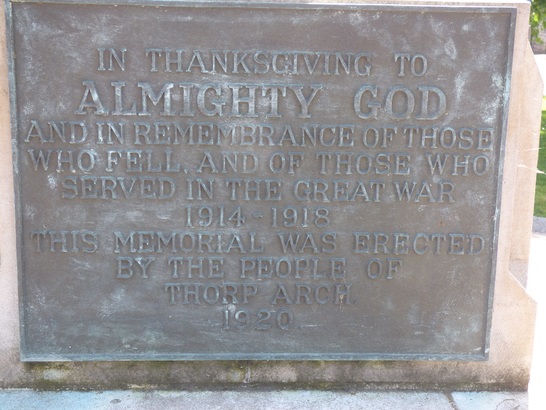 IN THANKSGIVING TO
ALMIGHTY GOD
AND IN REMEMBRANCE OF THOSE
WHO FELL, AND OF THOSE WHO
SERVED IN THE GREAT WAR
1914 - 1918
THIS MEMORIAL WAS ERECTED
BY THE PEOPLE OF
THORP ARCH.
1920.